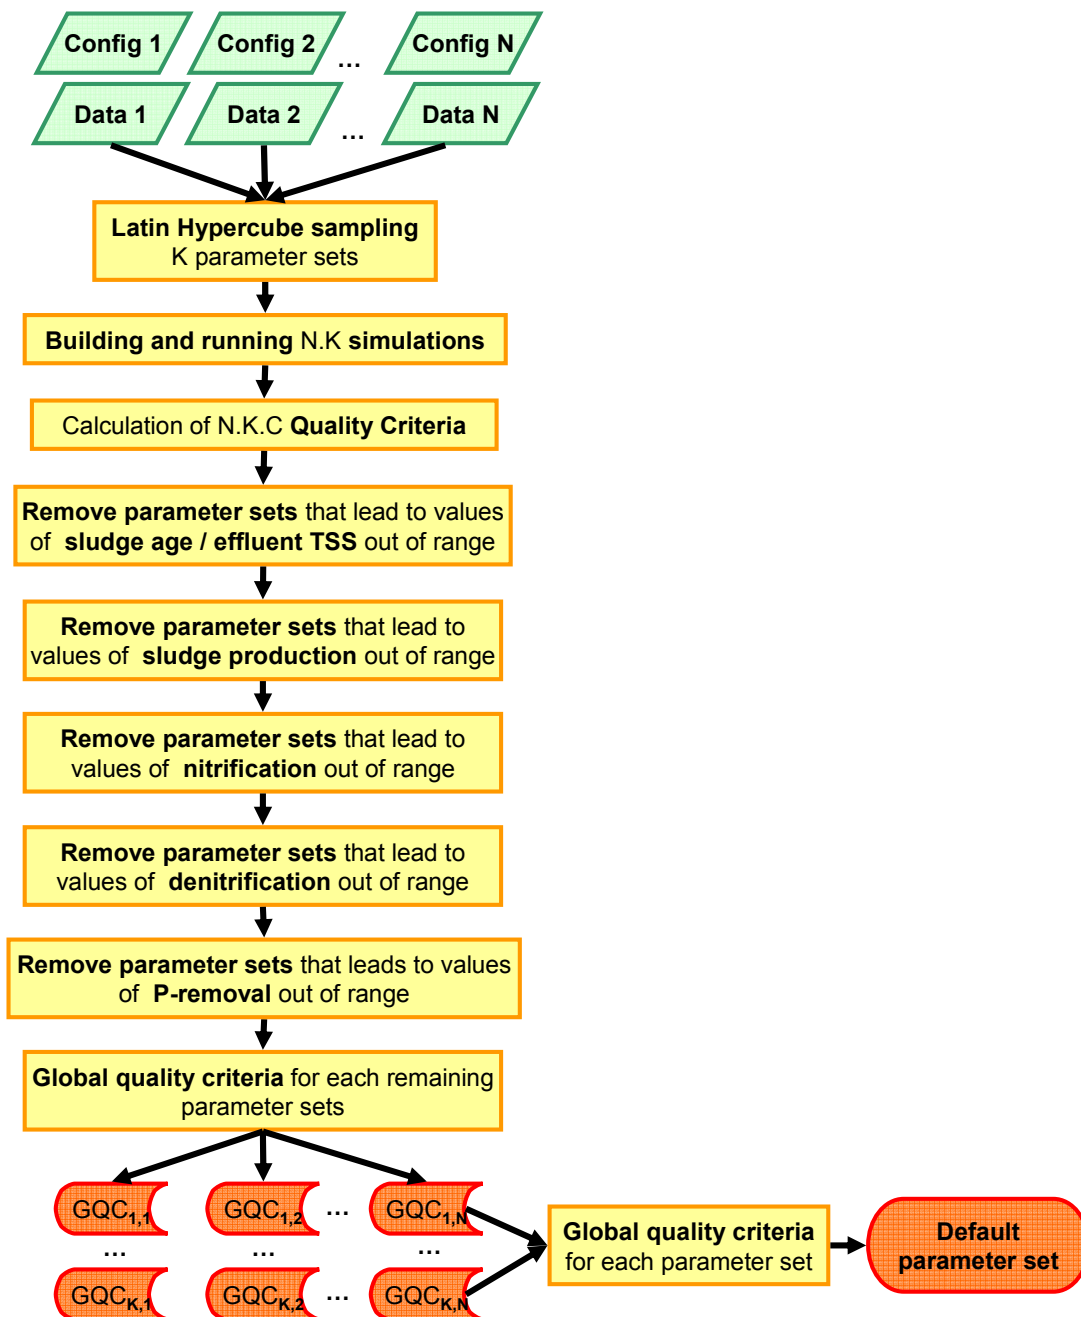 Config 1 Config 2 ... Config N
Data 1 Data 2 ... Data N
Latin Hypercube sampling
K parameter sets
Building and running N.K simulations
Calculation of N.K.C Quality Criteria
Remove parameter sets that lead to values
of sludge age / effluent TSS out of range
Remove parameter sets that lead to
values of sludge production out of range
Remove parameter sets that lead to
values of nitrification out of range
Remove parameter sets that lead to
values of denitrification out of range
Remove parameter sets that leads to values
of P-removal out of range
Global quality criteria for each remaining
parameter sets
GQC1,1 GQC1,2 ... GQC1,N
... ... ...
GQCK,1 GQCK,2 ... GQCK,N
Global quality criteria
for each parameter set
Default
parameter set